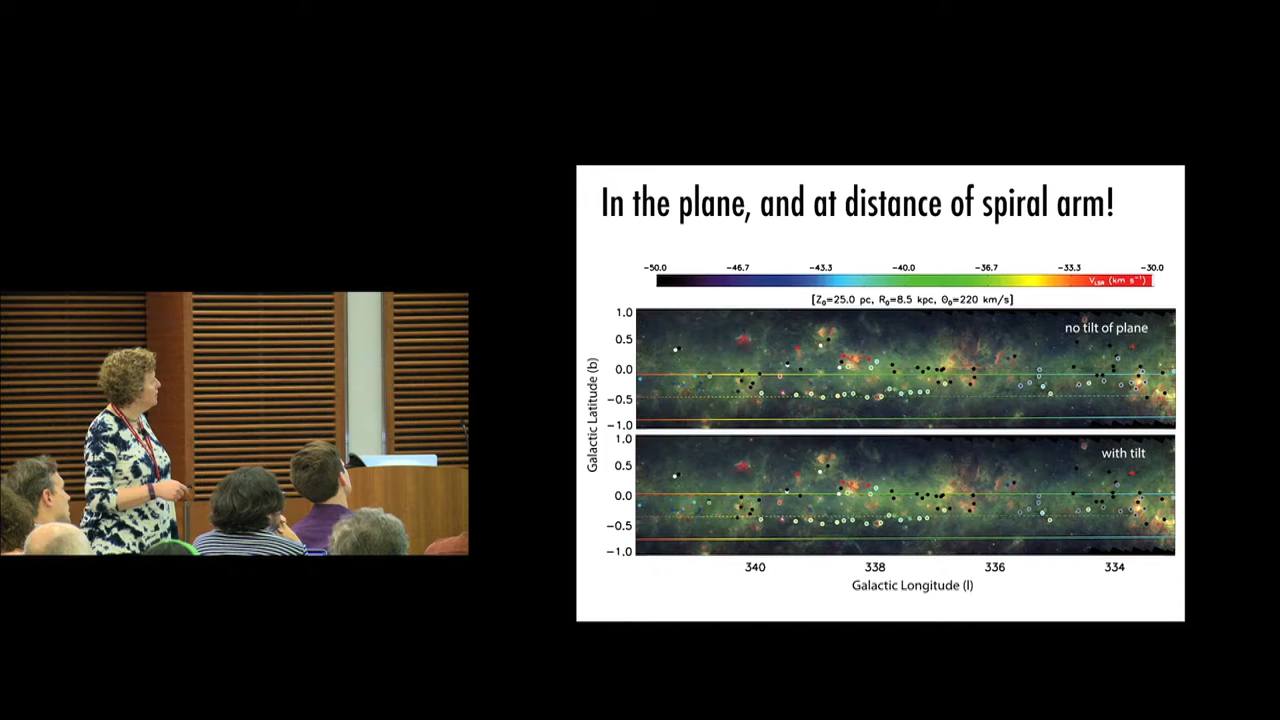 In the plane, and at distance of spiral arm!
−50.0 −46.7 −43.3 −40.0 −36.7 −33.3 −30.0
VLSR (km s⁻¹)
[Z₀=25.0 pc, R₀=8.5 kpc, Θ₀=220 km/s]
no tilt of plane
1.0
0.5
0.0
−0.5
−1.0
Galactic Latitude (b)
with tilt
1.0
0.5
0.0
−0.5
−1.0
340 338 336 334
Galactic Longitude (l)